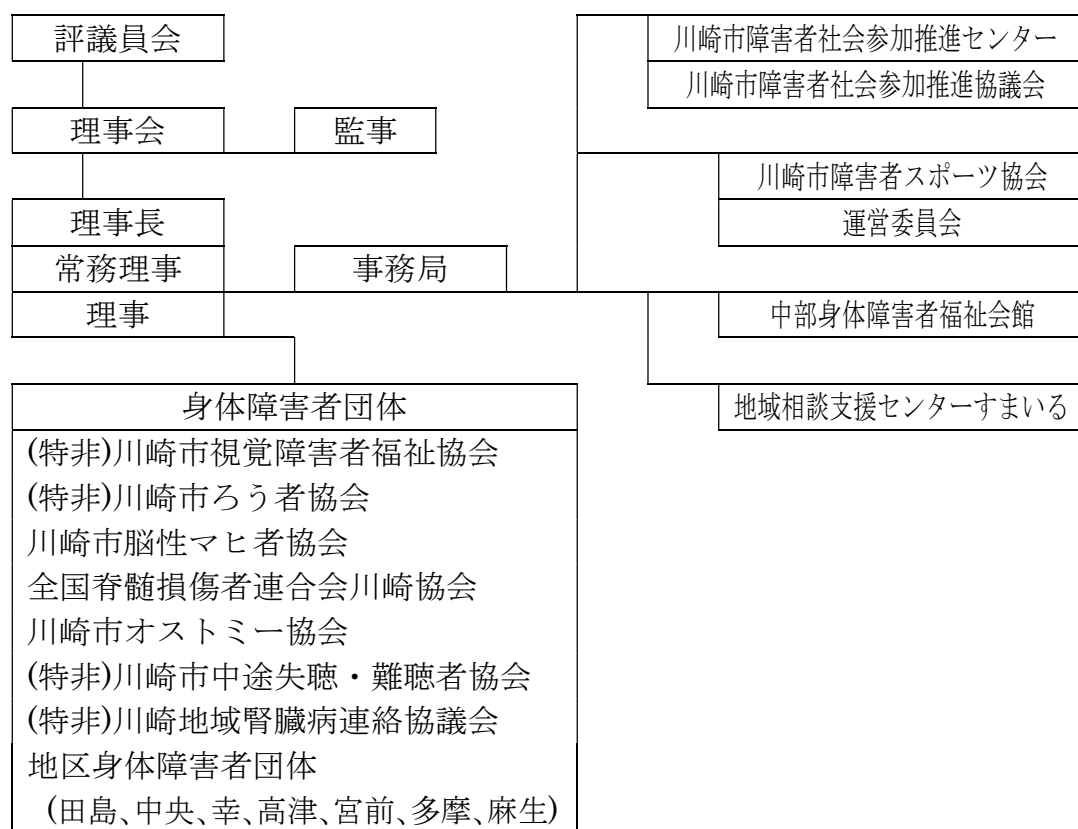 評議員会
理事会
監事
理事長
常務理事
事務局
理事
川崎市障害者社会参加推進センター
川崎市障害者社会参加推進協議会
川崎市障害者スポーツ協会
運営委員会
中部身体障害者福祉会館
地域相談支援センターすまいる
身体障害者団体
(特非)川崎市視覚障害者福祉協会
(特非)川崎市ろう者協会
川崎市脳性マヒ者協会
全国脊髄損傷者連合会川崎協会
川崎市オストミー協会
(特非)川崎市中途失聴・難聴者協会
(特非)川崎地域腎臓病連絡協議会
地区身体障害者団体
(田島、中央、幸、高津、宮前、多摩、麻生)